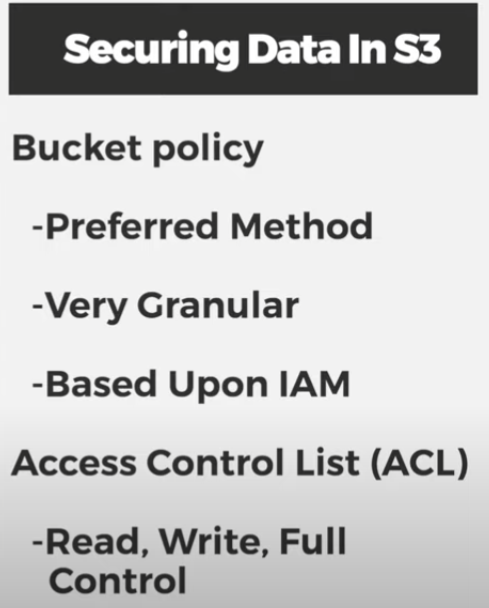 Securing Data In S3
Bucket policy
-Preferred Method
-Very Granular
-Based Upon IAM
Access Control List (ACL)
-Read, Write, Full
Control